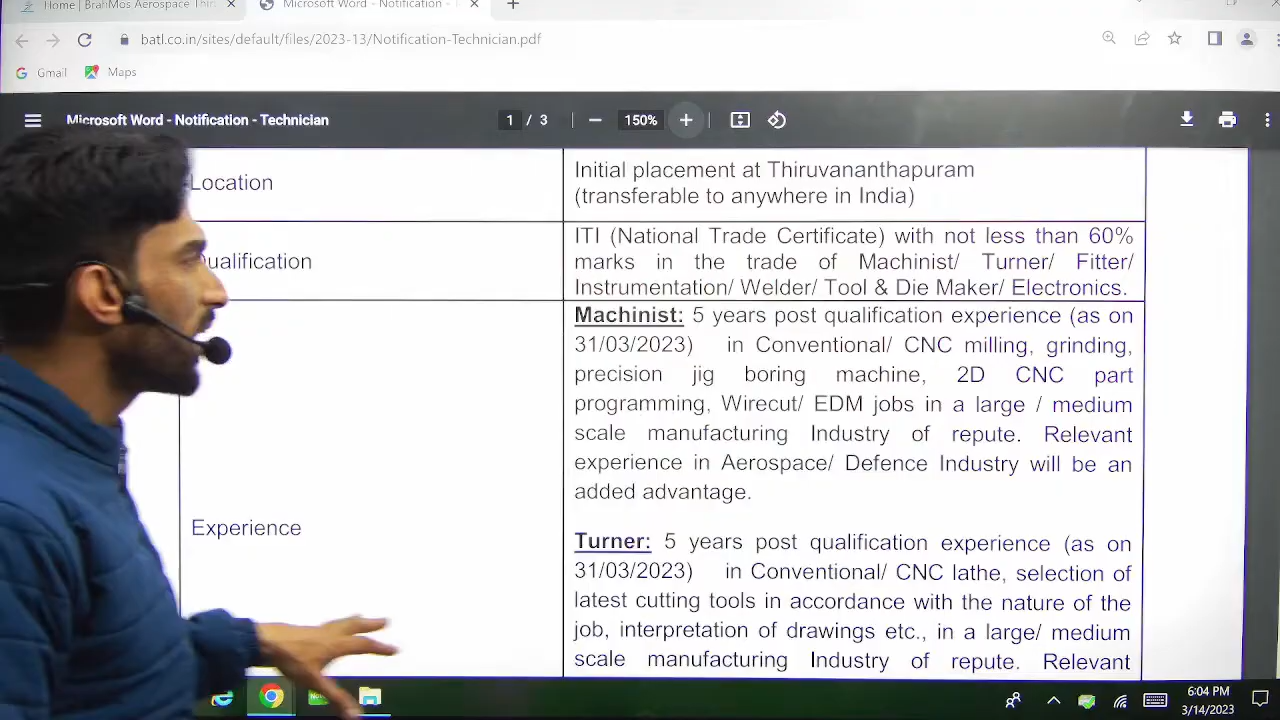 Home | BrahMos Aerospace Thir
Microsoft Word - Notification -
batl.co.in/sites/default/files/2023-13/Notification-Technician.pdf
Gmail
Maps
Microsoft Word - Notification - Technician
1 / 3
150%
Location
Initial placement at Thiruvananthapuram
(transferable to anywhere in India)
Qualification
ITI (National Trade Certificate) with not less than 60%
marks in the trade of Machinist/ Turner/ Fitter/
Instrumentation/ Welder/ Tool & Die Maker/ Electronics.
Experience
Machinist: 5 years post qualification experience (as on
31/03/2023) in Conventional/ CNC milling, grinding,
precision jig boring machine, 2D CNC part
programming, Wirecut/ EDM jobs in a large / medium
scale manufacturing Industry of repute. Relevant
experience in Aerospace/ Defence Industry will be an
added advantage.
Turner: 5 years post qualification experience (as on
31/03/2023) in Conventional/ CNC lathe, selection of
latest cutting tools in accordance with the nature of the
job, interpretation of drawings etc., in a large/ medium
scale manufacturing Industry of repute. Relevant
6:04 PM
3/14/2023